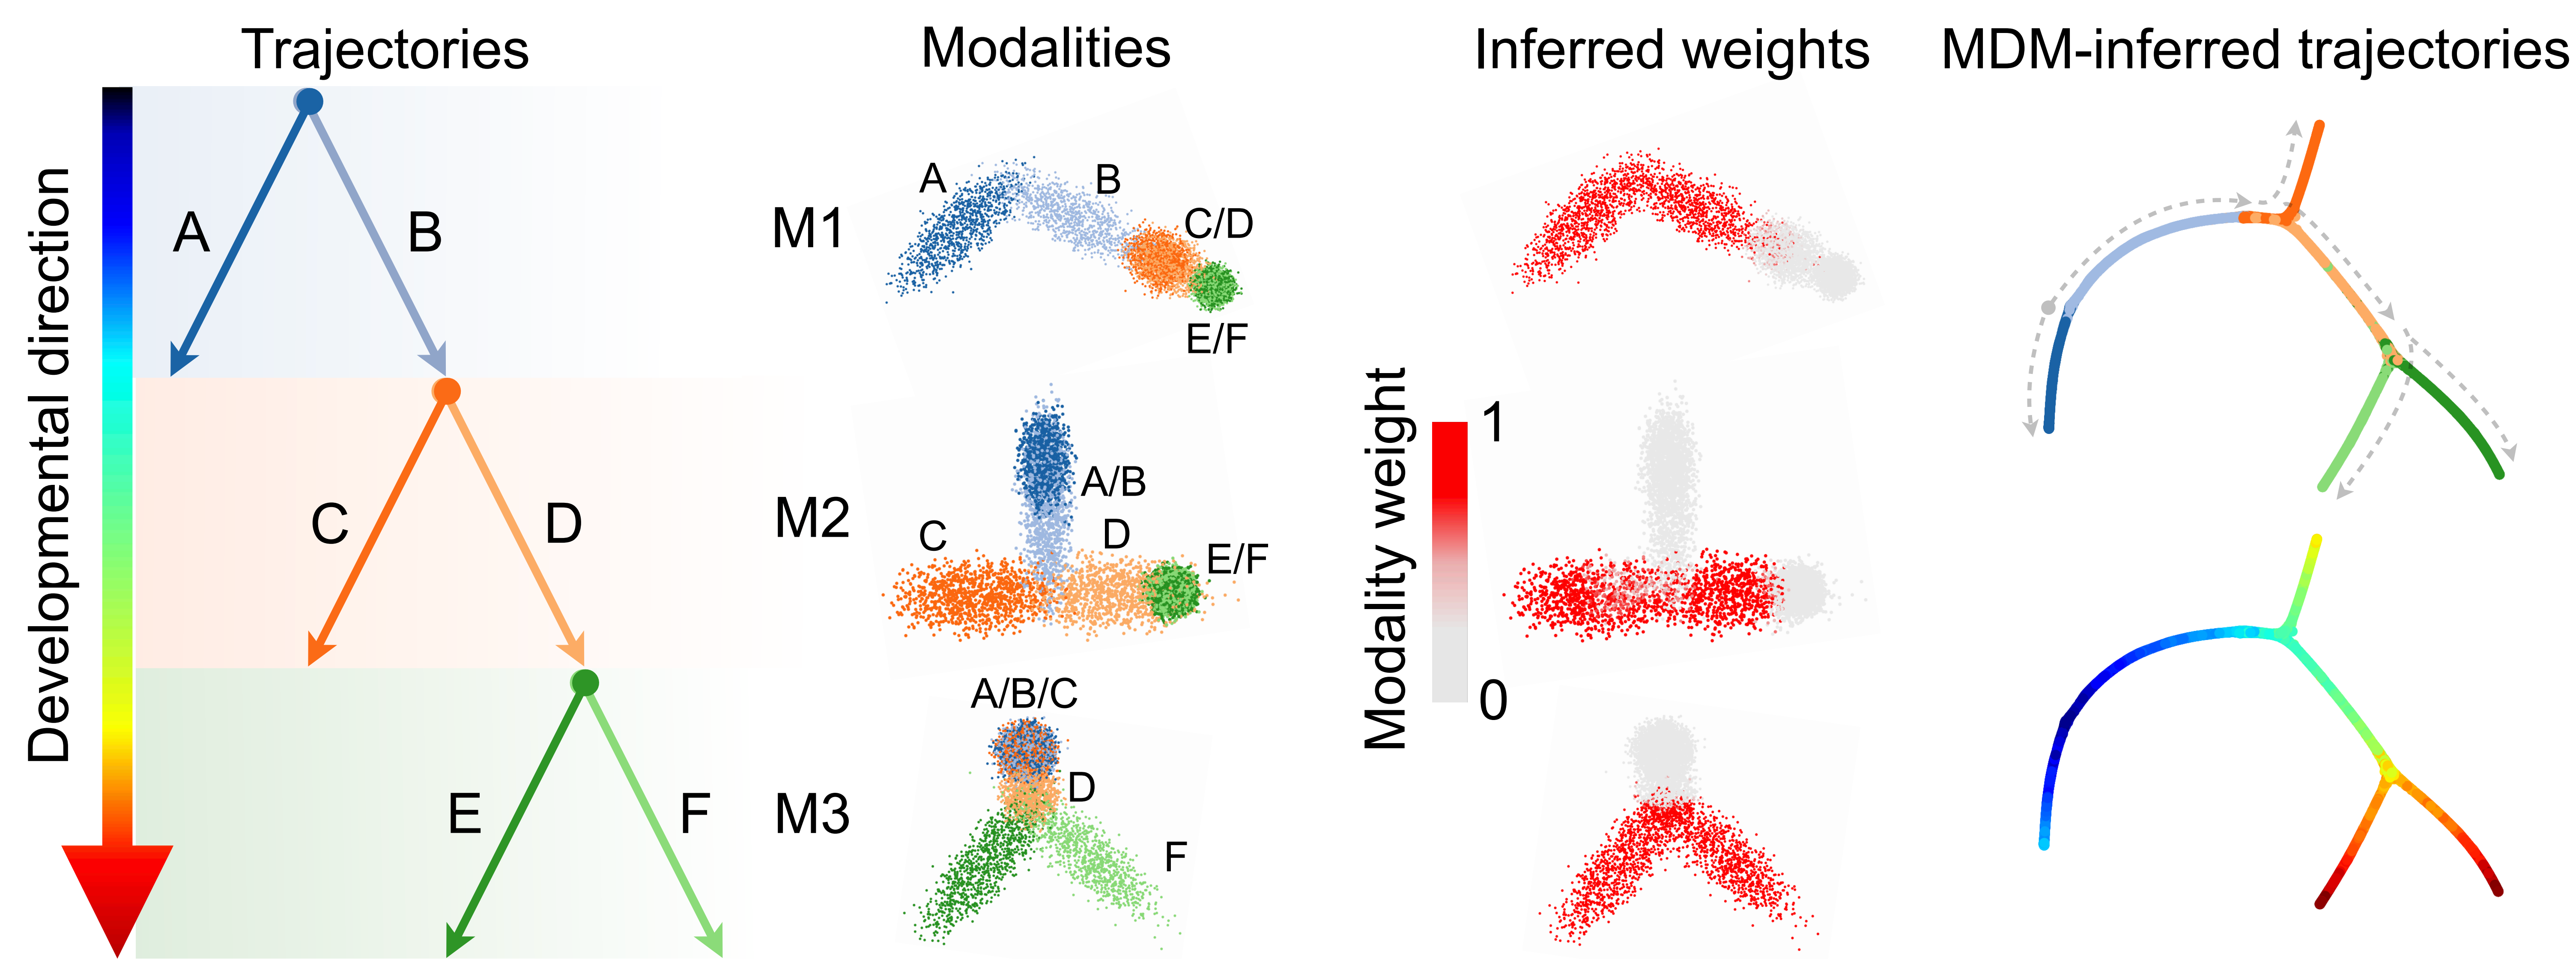 Trajectories
Modalities
Inferred weights
MDM-inferred trajectories
Developmental direction
A
B
C
D
E
F
M1
A
B
C/D
E/F
M2
A/B
C
D
E/F
M3
A/B/C
D
F
Modality weight
1
0